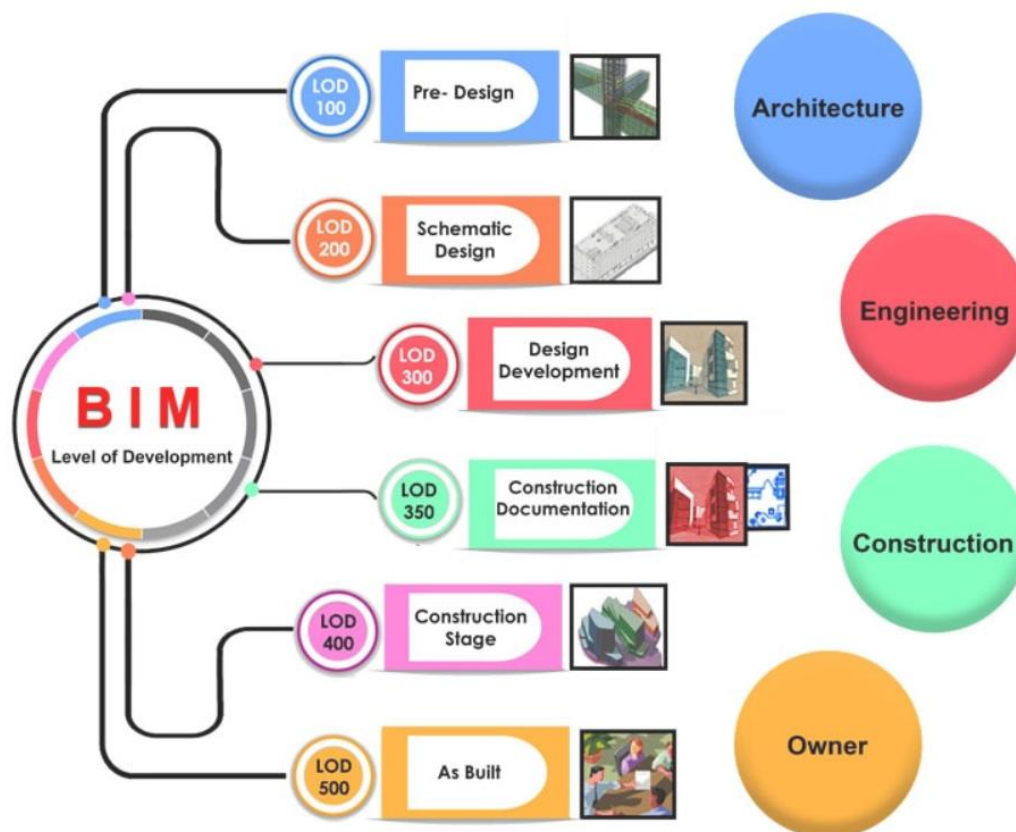 LOD
100
Pre- Design
Architecture
LOD
200
Schematic
Design
Engineering
LOD
300
Design
Development
BIM
Level of Development
LOD
350
Construction
Documentation
Construction
LOD
400
Construction
Stage
Owner
LOD
500
As Built